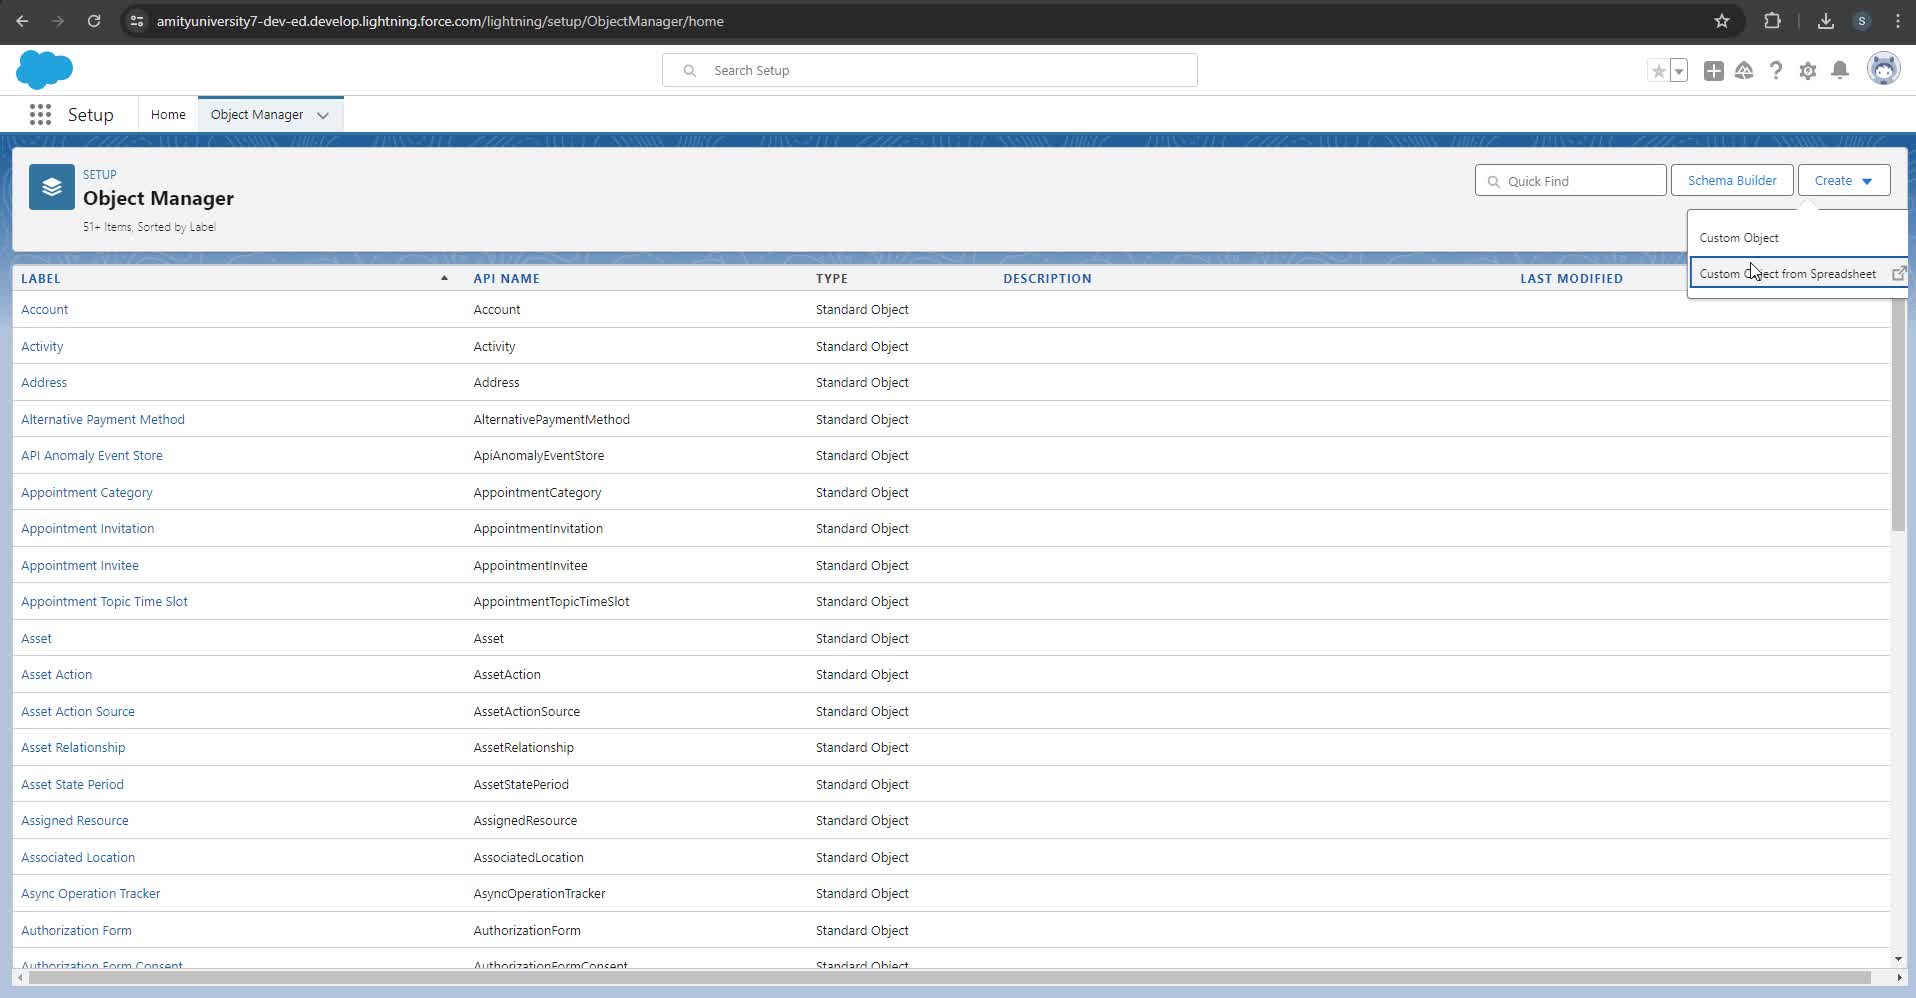 amityuniversity7-dev-ed.develop.lightning.force.com/lightning/setup/ObjectManager/home
S
Search Setup
Setup
Home
Object Manager
SETUP
Object Manager
51+ Items, Sorted by Label
Quick Find
Schema Builder
Create
Custom Object
Custom Object from Spreadsheet
LABEL API NAME TYPE DESCRIPTION LAST MODIFIED
Account Account Standard Object
Activity Activity Standard Object
Address Address Standard Object
Alternative Payment Method AlternativePaymentMethod Standard Object
API Anomaly Event Store ApiAnomalyEventStore Standard Object
Appointment Category AppointmentCategory Standard Object
Appointment Invitation AppointmentInvitation Standard Object
Appointment Invitee AppointmentInvitee Standard Object
Appointment Topic Time Slot AppointmentTopicTimeSlot Standard Object
Asset Asset Standard Object
Asset Action AssetAction Standard Object
Asset Action Source AssetActionSource Standard Object
Asset Relationship AssetRelationship Standard Object
Asset State Period AssetStatePeriod Standard Object
Assigned Resource AssignedResource Standard Object
Associated Location AssociatedLocation Standard Object
Async Operation Tracker AsyncOperationTracker Standard Object
Authorization Form AuthorizationForm Standard Object
Authorization Form Consent AuthorizationFormConsent Standard Object